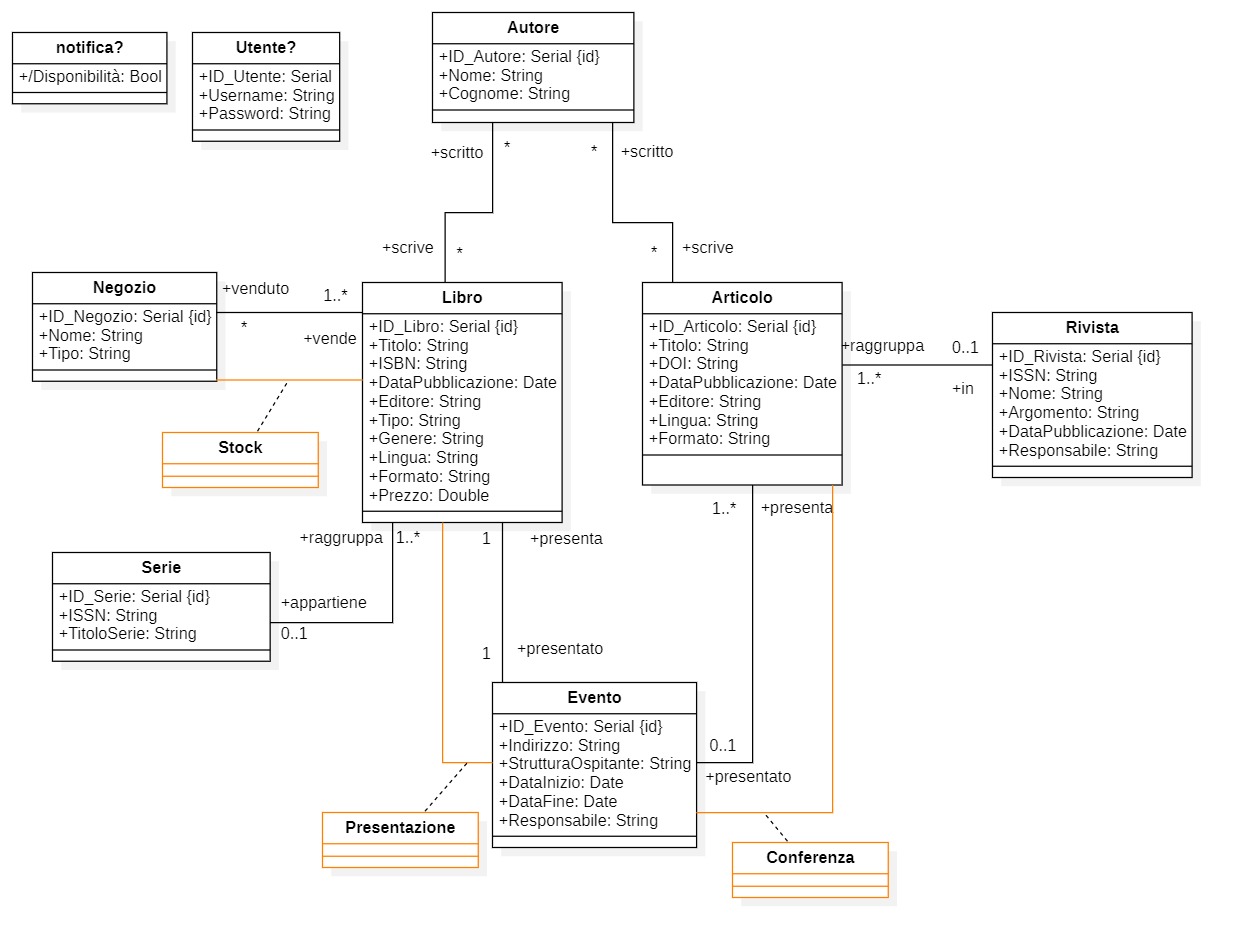 Autore
+ID_Autore: Serial {id}
+Nome: String
+Cognome: String
notifica?
+/Disponibilità: Bool
Utente?
+ID_Utente: Serial
+Username: String
+Password: String
+scritto
*
*
+scritto
+scrive
*
*
+scrive
Negozio
+ID_Negozio: Serial {id}
+Nome: String
+Tipo: String
+venduto
1..*
*
+vende
Libro
+ID_Libro: Serial {id}
+Titolo: String
+ISBN: String
+DataPubblicazione: Date
+Editore: String
+Tipo: String
+Genere: String
+Lingua: String
+Formato: String
+Prezzo: Double
Articolo
+ID_Articolo: Serial {id}
+Titolo: String
+DOI: String
+DataPubblicazione: Date
+Editore: String
+Lingua: String
+Formato: String
+raggruppa
0..1
1..*
+in
Rivista
+ID_Rivista: Serial {id}
+ISSN: String
+Nome: String
+Argomento: String
+DataPubblicazione: Date
+Responsabile: String
Stock
+raggruppa
1..*
1
+presenta
1..*
+presenta
Serie
+ID_Serie: Serial {id}
+ISSN: String
+TitoloSerie: String
+appartiene
0..1
1
+presentato
Evento
+ID_Evento: Serial {id}
+Indirizzo: String
+StrutturaOspitante: String
+DataInizio: Date
+DataFine: Date
+Responsabile: String
0..1
+presentato
Presentazione
Conferenza